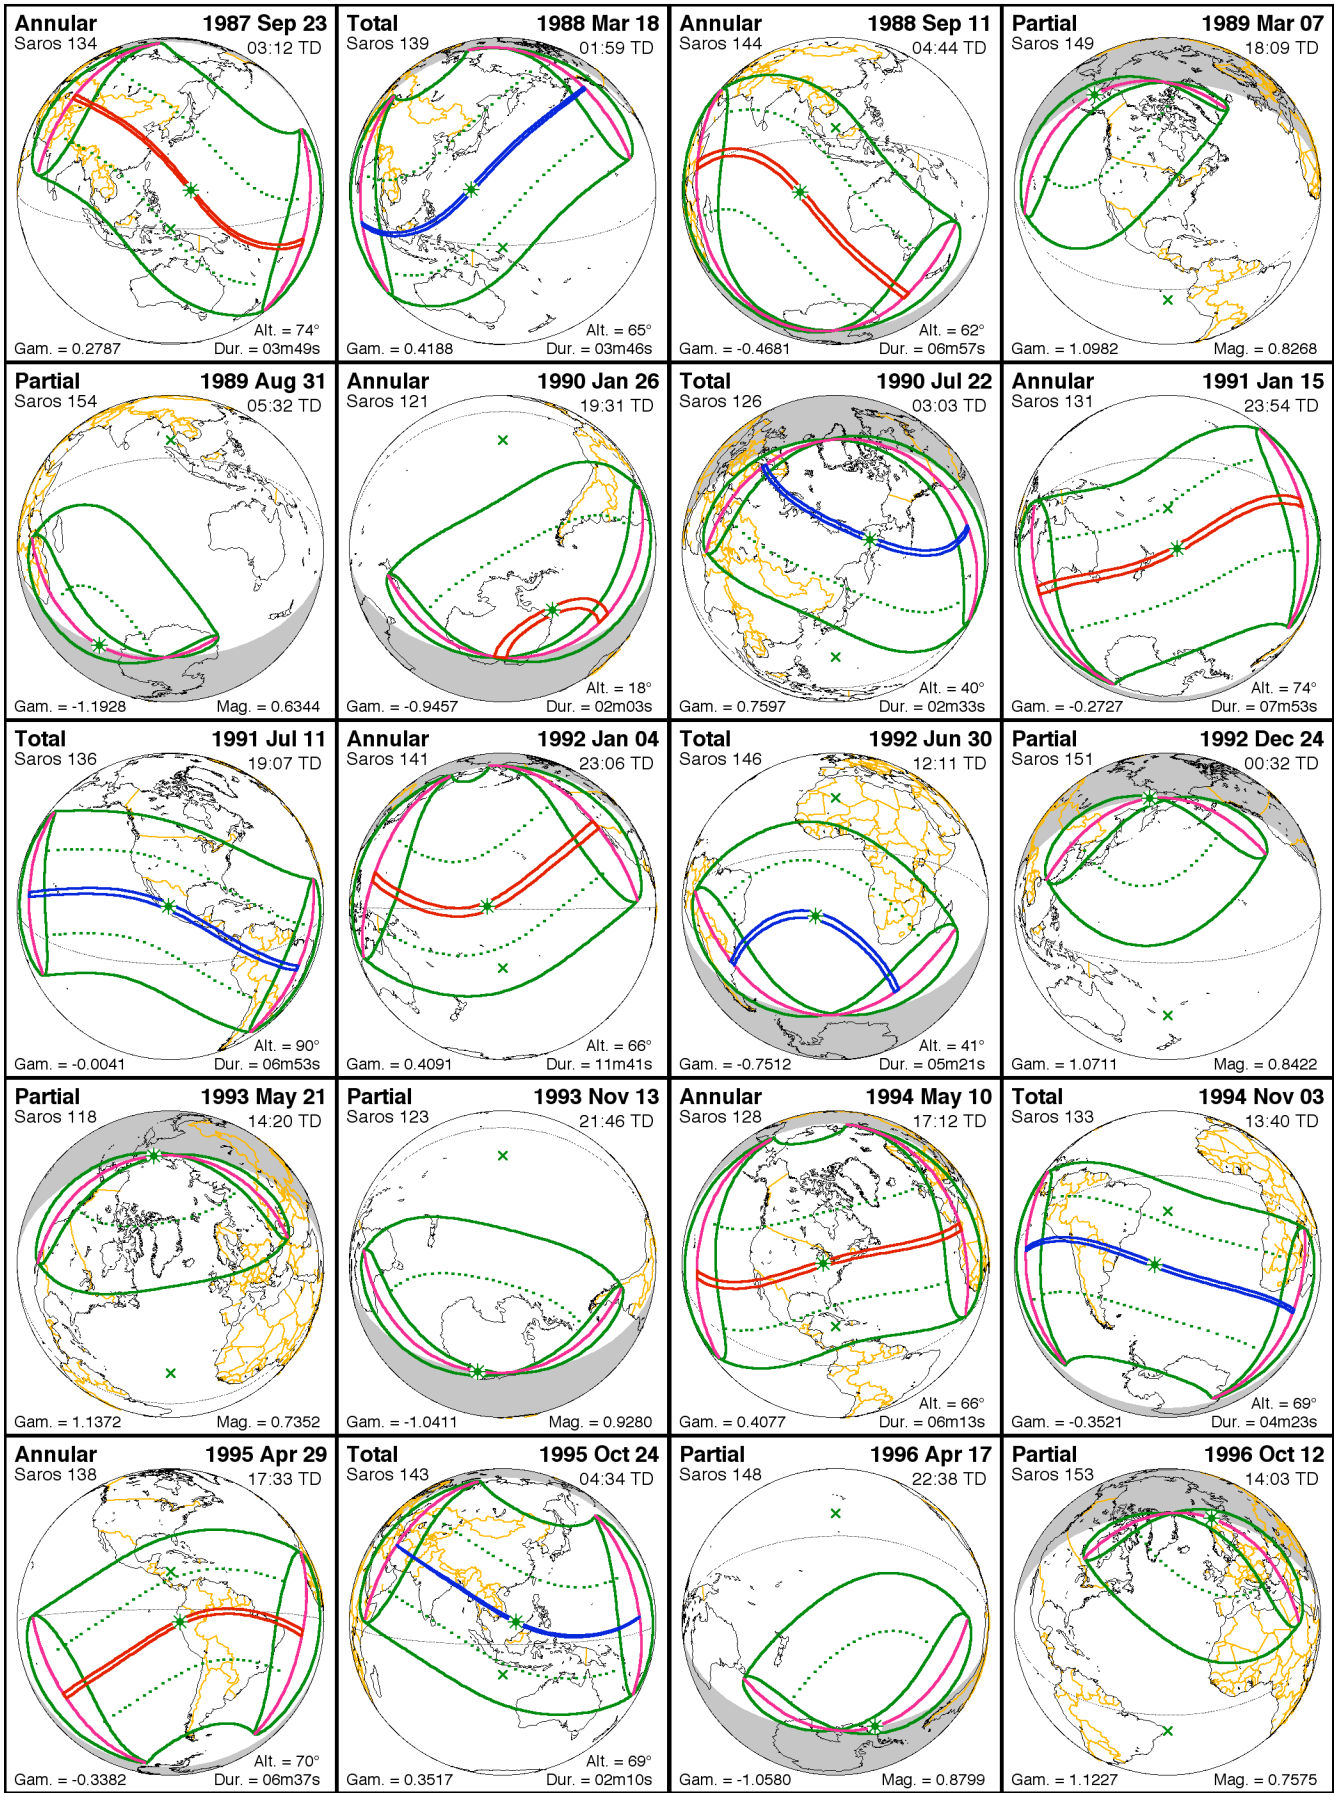 Annular 1987 Sep 23
Saros 134 03:12 TD
Alt. = 74°
Gam. = 0.2787 Dur. = 03m49s
Total 1988 Mar 18
Saros 139 01:59 TD
Alt. = 65°
Gam. = 0.4188 Dur. = 03m46s
Annular 1988 Sep 11
Saros 144 04:44 TD
Alt. = 62°
Gam. = -0.4681 Dur. = 06m57s
Partial 1989 Mar 07
Saros 149 18:09 TD
Gam. = 1.0982 Mag. = 0.8268
Partial 1989 Aug 31
Saros 154 05:32 TD
Gam. = -1.1928 Mag. = 0.6344
Annular 1990 Jan 26
Saros 121 19:31 TD
Alt. = 18°
Gam. = -0.9457 Dur. = 02m03s
Total 1990 Jul 22
Saros 126 03:03 TD
Alt. = 40°
Gam. = 0.7597 Dur. = 02m33s
Annular 1991 Jan 15
Saros 131 23:54 TD
Alt. = 74°
Gam. = -0.2727 Dur. = 07m53s
Total 1991 Jul 11
Saros 136 19:07 TD
Alt. = 90°
Gam. = -0.0041 Dur. = 06m53s
Annular 1992 Jan 04
Saros 141 23:06 TD
Alt. = 66°
Gam. = 0.4091 Dur. = 11m41s
Total 1992 Jun 30
Saros 146 12:11 TD
Alt. = 41°
Gam. = -0.7512 Dur. = 05m21s
Partial 1992 Dec 24
Saros 151 00:32 TD
Gam. = 1.0711 Mag. = 0.8422
Partial 1993 May 21
Saros 118 14:20 TD
Gam. = 1.1372 Mag. = 0.7352
Partial 1993 Nov 13
Saros 123 21:46 TD
Gam. = -1.0411 Mag. = 0.9280
Annular 1994 May 10
Saros 128 17:12 TD
Alt. = 66°
Gam. = 0.4077 Dur. = 06m13s
Total 1994 Nov 03
Saros 133 13:40 TD
Alt. = 69°
Gam. = -0.3521 Dur. = 04m23s
Annular 1995 Apr 29
Saros 138 17:33 TD
Alt. = 70°
Gam. = -0.3382 Dur. = 06m37s
Total 1995 Oct 24
Saros 143 04:34 TD
Alt. = 69°
Gam. = 0.3517 Dur. = 02m10s
Partial 1996 Apr 17
Saros 148 22:38 TD
Gam. = -1.0580 Mag. = 0.8799
Partial 1996 Oct 12
Saros 153 14:03 TD
Gam. = 1.1227 Mag. = 0.7575